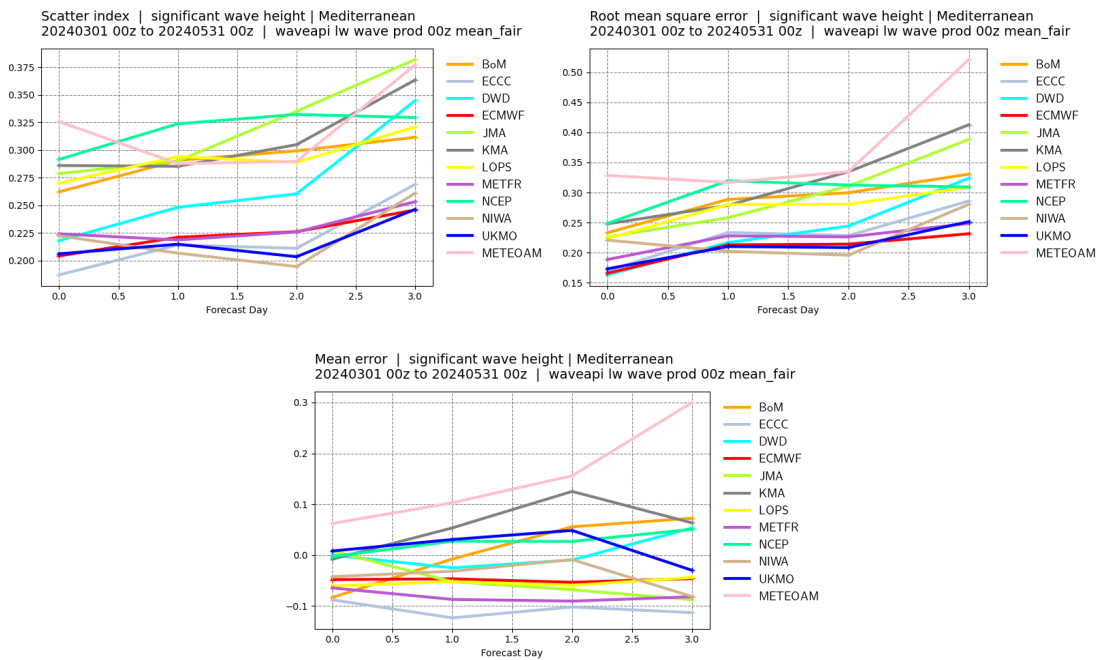 Scatter index  |  significant wave height | Mediterranean
20240301 00z to 20240531 00z  |  waveapi lw wave prod 00z mean_fair
0.375
0.350
0.325
0.300
0.275
0.250
0.225
0.200
0.0
0.5
1.0
1.5
2.0
2.5
3.0
Forecast Day
BoM
ECCC
DWD
ECMWF
JMA
KMA
LOPS
METFR
NCEP
NIWA
UKMO
METEOAM
Root mean square error  |  significant wave height | Mediterranean
20240301 00z to 20240531 00z  |  waveapi lw wave prod 00z mean_fair
0.50
0.45
0.40
0.35
0.30
0.25
0.20
0.15
0.0
0.5
1.0
1.5
2.0
2.5
3.0
Forecast Day
BoM
ECCC
DWD
ECMWF
JMA
KMA
LOPS
METFR
NCEP
NIWA
UKMO
METEOAM
Mean error  |  significant wave height | Mediterranean
20240301 00z to 20240531 00z  |  waveapi lw wave prod 00z mean_fair
0.3
0.2
0.1
0.0
−0.1
0.0
0.5
1.0
1.5
2.0
2.5
3.0
Forecast Day
BoM
ECCC
DWD
ECMWF
JMA
KMA
LOPS
METFR
NCEP
NIWA
UKMO
METEOAM